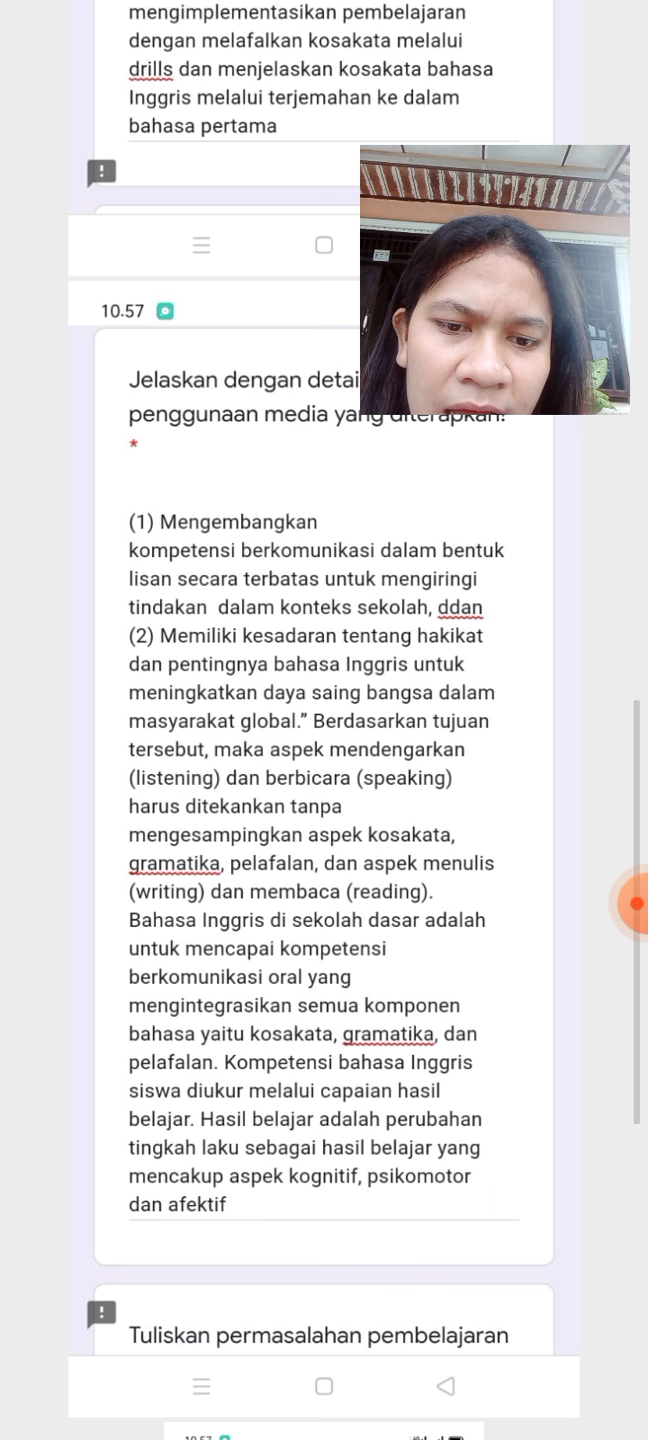 mengimplementasikan pembelajaran
dengan melafalkan kosakata melalui
drills dan menjelaskan kosakata bahasa
Inggris melalui terjemahan ke dalam
bahasa pertama
10.57
Jelaskan dengan detai
penggunaan media yang diterapkan!
*
(1) Mengembangkan
kompetensi berkomunikasi dalam bentuk
lisan secara terbatas untuk mengiringi
tindakan  dalam konteks sekolah, ddan
(2) Memiliki kesadaran tentang hakikat
dan pentingnya bahasa Inggris untuk
meningkatkan daya saing bangsa dalam
masyarakat global.” Berdasarkan tujuan
tersebut, maka aspek mendengarkan
(listening) dan berbicara (speaking)
harus ditekankan tanpa
mengesampingkan aspek kosakata,
gramatika, pelafalan, dan aspek menulis
(writing) dan membaca (reading).
Bahasa Inggris di sekolah dasar adalah
untuk mencapai kompetensi
berkomunikasi oral yang
mengintegrasikan semua komponen
bahasa yaitu kosakata, gramatika, dan
pelafalan. Kompetensi bahasa Inggris
siswa diukur melalui capaian hasil
belajar. Hasil belajar adalah perubahan
tingkah laku sebagai hasil belajar yang
mencakup aspek kognitif, psikomotor
dan afektif
Tuliskan permasalahan pembelajaran